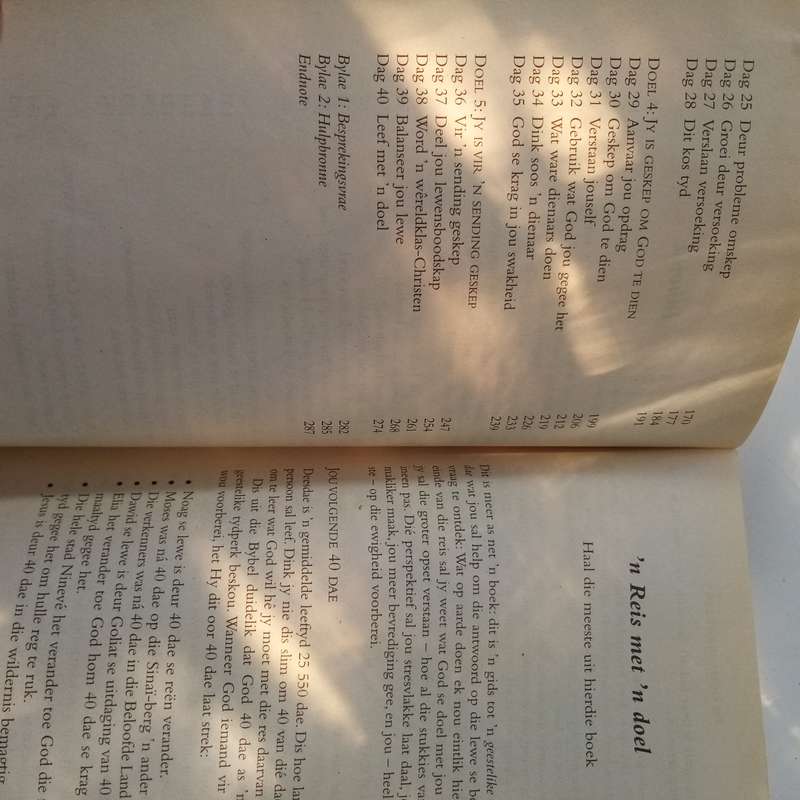 Dag 25 Deur probleme omskep 170
Dag 26 Groei deur versoeking 177
Dag 27 Verslaan versoeking 184
Dag 28 Dit kos tyd 191
DOEL 4: JY IS GESKEP OM GOD TE DIEN
Dag 29 Aanvaar jou opdrag 199
Dag 30 Geskep om God te dien 206
Dag 31 Verstaan jouself 212
Dag 32 Gebruik wat God jou gegee het 219
Dag 33 Wat ware dienaars doen 226
Dag 34 Dink soos 'n dienaar 233
Dag 35 God se krag in jou swakheid 239
DOEL 5: JY IS VIR 'N SENDING GESKEP
Dag 36 Vir 'n sending geskep 247
Dag 37 Deel jou lewensboodskap 254
Dag 38 Word 'n wêreldklas-Christen 261
Dag 39 Balanseer jou lewe 268
Dag 40 Leef met 'n doel 274
Bylae 1: Besprekingsvrae 282
Bylae 2: Hulpbronne 285
Endnote 287
'n Reis met 'n doel
Haal die meeste uit hierdie boek
Dit is meer as net 'n boek; dit is 'n gids tot 'n geestelike
dat wat jou sal help om die antwoord op die lewe se
vraag te ontdek: Wat op aarde doen ek nou eintlik
einde van die reis sal jy weet wat God se doel met jou
jy sal die groter opset verstaan – hoe al die stukkies
meen pas. Dié perspektief sal jou stresvlakke laat daal,
makliker maak, jou meer bevrediging gee, en jou – heel
ste – op die ewigheid voorberei.
JOU VOLGENDE 40 DAE
Deesdae is 'n gemiddelde leeftyd 25 550 dae. Dis hoe
persoon sal leef. Dink jy nie dis slim om 40 van dié
om te leer wat God wil hê jy moet met die res daarvan
Dis uit die Bybel duidelik dat God 40 dae as
geestelike tydperk beskou. Wanneer God iemand vir
wou voorberei, het Hy dit oor 40 dae laat strek:
• Noag se lewe is deur 40 dae se reën verander.
• Moses was ná 40 dae op die Sinaï-berg 'n ander
• Die verkenners was ná 40 dae in die Beloofde Land
• Dawid se lewe is deur Goliat se uitdaging van 40
• Elia het verander toe God hom 40 dae se krag
maaltyd gegee het.
• Die hele stad Ninevé het verander toe God die
tyd gegee het om hulle reg te ruk.
• Jesus is deur 40 dae in die wildernis bemagtig